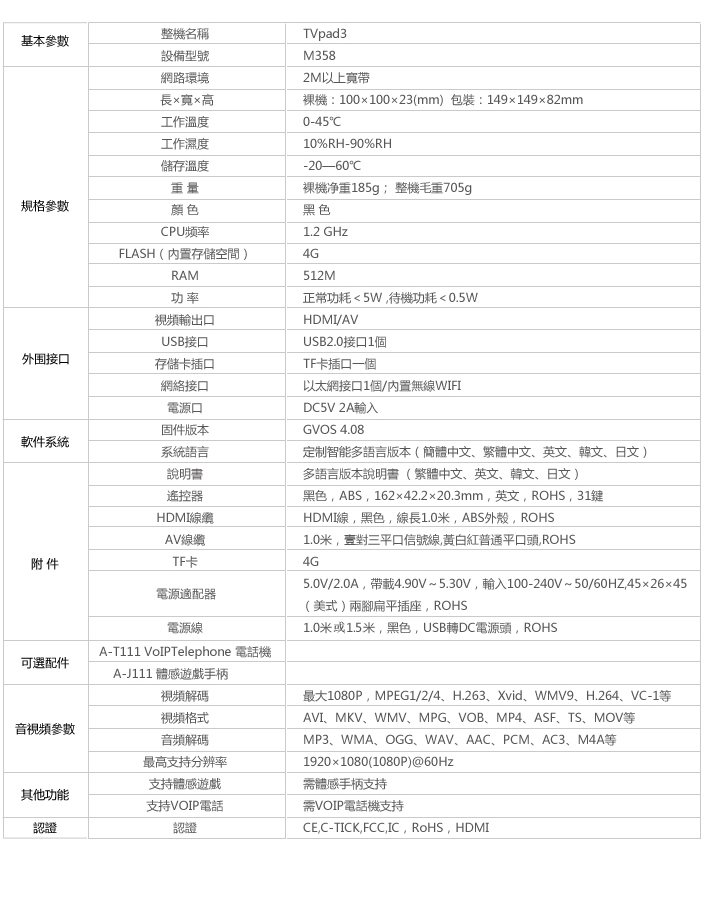 基本參數
整機名稱 TVpad3
設備型號 M358
規格參數
網路環境 2M以上寬帶
長×寬×高 裸機：100×100×23(mm) 包裝：149×149×82mm
工作溫度 0-45℃
工作濕度 10%RH-90%RH
儲存溫度 -20—60℃
重 量 裸機净重185g； 整機毛重705g
顏 色 黑 色
CPU頻率 1.2 GHz
FLASH（內置存儲空間） 4G
RAM 512M
功 率 正常功耗＜5W ,待機功耗＜0.5W
外围接口
視頻輸出口 HDMI/AV
USB接口 USB2.0接口1個
存儲卡插口 TF卡插口一個
網絡接口 以太網接口1個/內置無線WIFI
電源口 DC5V 2A輸入
軟件系統
固件版本 GVOS 4.08
系統語言 定制智能多語言版本（簡體中文、繁體中文、英文、韓文、日文）
附 件
說明書 多語言版本說明書 （繁體中文、英文、韓文、日文）
遙控器 黑色，ABS，162×42.2×20.3mm，英文，ROHS，31鍵
HDMI線纜 HDMI線，黑色，線長1.0米，ABS外殼，ROHS
AV線纜 1.0米，壹對三平口信號線,黃白紅普通平口頭,ROHS
TF卡 4G
電源適配器 5.0V/2.0A，帶載4.90V～5.30V，輸入100-240V～50/60HZ,45×26×45
（美式）兩腳扁平插座，ROHS
電源線 1.0米或1.5米，黑色，USB轉DC電源頭，ROHS
可選配件
A-T111 VoIPTelephone 電話機
A-J111 體感遊戲手柄
音視頻參數
視頻解碼 最大1080P，MPEG1/2/4、H.263、Xvid、WMV9、H.264、VC-1等
視頻格式 AVI、MKV、WMV、MPG、VOB、MP4、ASF、TS、MOV等
音頻解碼 MP3、WMA、OGG、WAV、AAC、PCM、AC3、M4A等
最高支持分辨率 1920×1080(1080P)@60Hz
其他功能
支持體感遊戲 需體感手柄支持
支持VOIP電話 需VOIP電話機支持
認證
認證 CE,C-TICK,FCC,IC，RoHS，HDMI